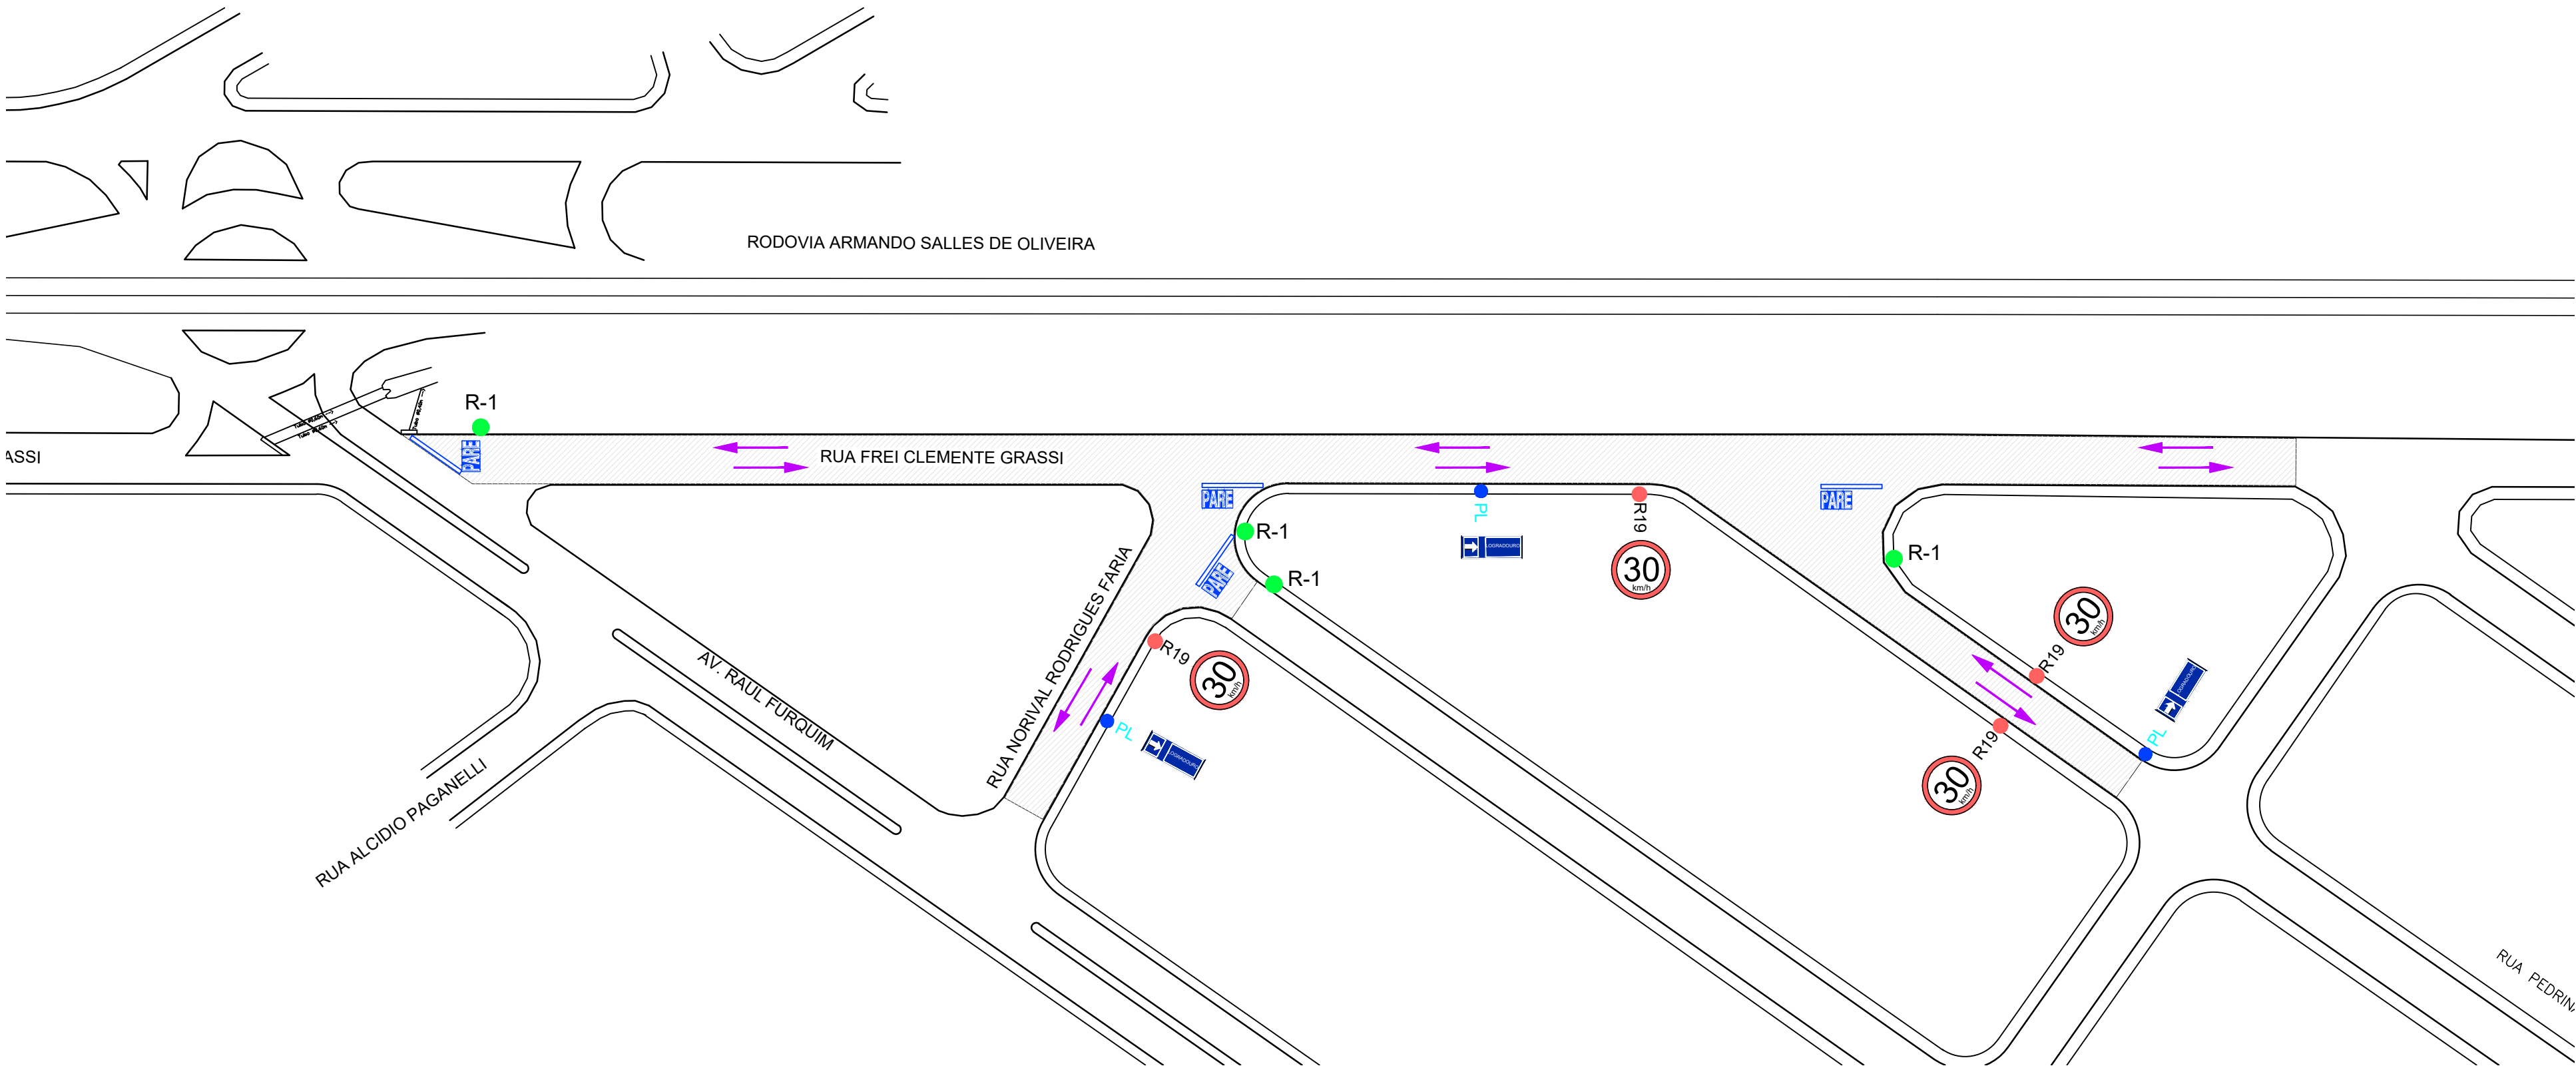 RODOVIA ARMANDO SALLES DE OLIVEIRA
R-1
ASSI
PARE
RUA FREI CLEMENTE GRASSI
PARE
R-1
PARE
R-1
PL
LOGRADOURO
R19
30
km/h
PARE
R-1
RUA NORIVAL RODRIGUES FARIA
R19
30
km/h
PL
R19
30
km/h
PL
R19
30
km/h
AV. RAUL FURQUIM
RUA ALCIDIO PAGANELLI
RUA PEDRIN